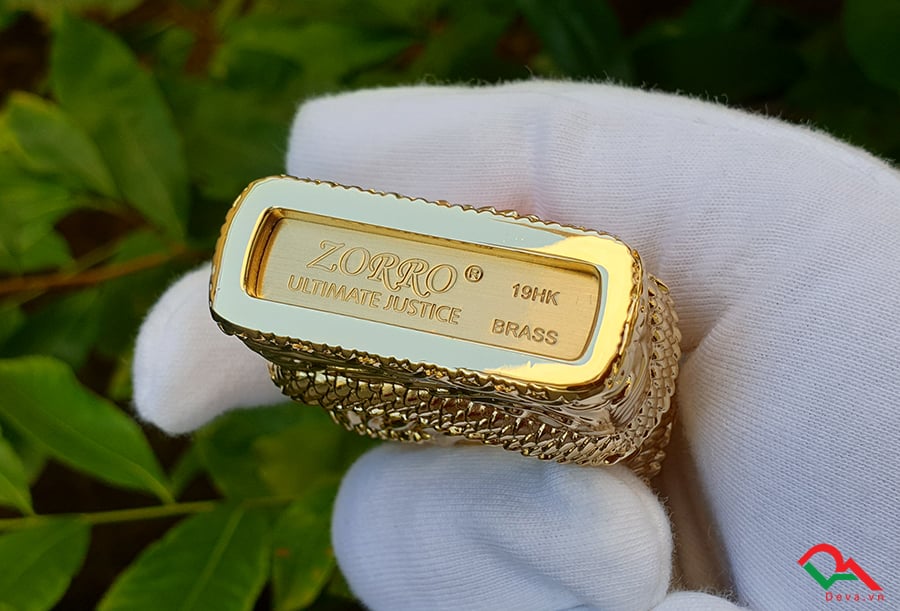 ZORRO ®
ULTIMATE JUSTICE
19HK
BRASS
Deva.vn